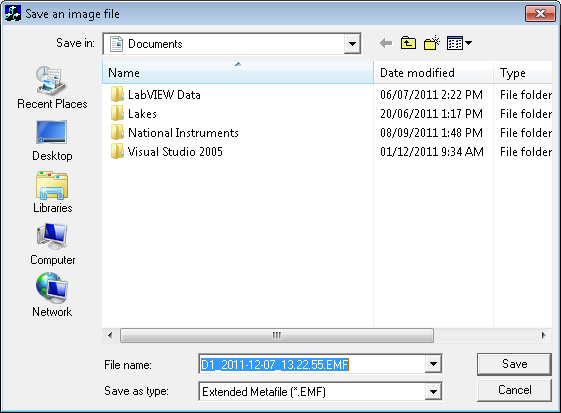 Save an image file
Save in: Documents
Name Date modified Type
LabVIEW Data 06/07/2011 2:22 PM File folder
Lakes 20/06/2011 1:17 PM File folder
National Instruments 08/09/2011 1:48 PM File folder
Visual Studio 2005 01/12/2011 9:34 AM File folder
Recent Places
Desktop
Libraries
Computer
Network
File name: D1_2011-12-07_13.22.55.EMF Save
Save as type: Extended Metafile (*.EMF) Cancel